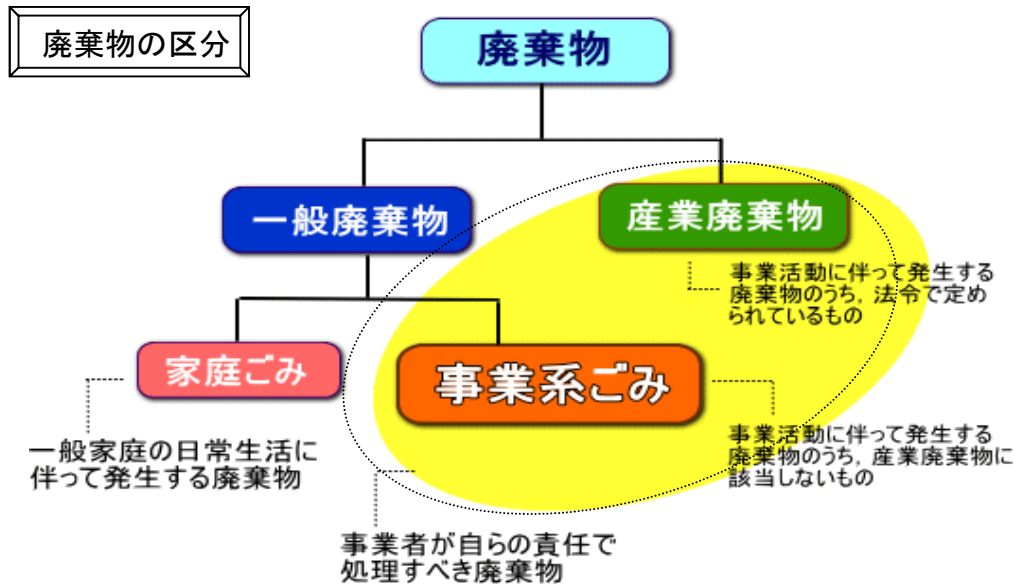 廃棄物の区分
廃棄物
一般廃棄物
産業廃棄物
事業活動に伴って発生する
廃棄物のうち，法令で定め
られているもの
家庭ごみ
事業系ごみ
一般家庭の日常生活に
伴って発生する廃棄物
事業活動に伴って発生する
廃棄物のうち，産業廃棄物に
該当しないもの
事業者が自らの責任で
処理すべき廃棄物